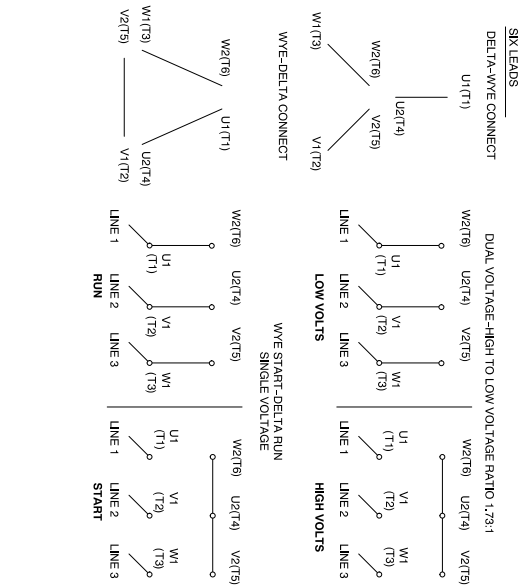 SIX LEADS
DELTA-WYE CONNECT
U1(T1)
U2(T4)
W2(T6)
V2(T5)
W1(T3)
V1(T2)
DUAL VOLTAGE-HIGH TO LOW VOLTAGE RATIO 1.73:1
W2(T6) U2(T4) V2(T5)
U1 V1 W1
(T1) (T2) (T3)
LINE 1 LINE 2 LINE 3
LOW VOLTS
W2(T6) U2(T4) V2(T5)
U1 V1 W1
(T1) (T2) (T3)
LINE 1 LINE 2 LINE 3
HIGH VOLTS
WYE-DELTA CONNECT
W2(T6) U1(T1)
W1(T3) U2(T4)
V2(T5) V1(T2)
WYE START-DELTA RUN
SINGLE VOLTAGE
W2(T6) U2(T4) V2(T5)
U1 V1 W1
(T1) (T2) (T3)
LINE 1 LINE 2 LINE 3
RUN
W2(T6) U2(T4) V2(T5)
U1 V1 W1
(T1) (T2) (T3)
LINE 1 LINE 2 LINE 3
START